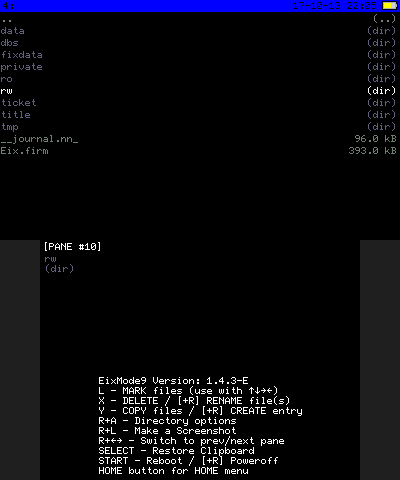 4: 17-10-13 22:05
.. (..)
data (dir)
dbs (dir)
fixdata (dir)
private (dir)
ro (dir)
rw (dir)
ticket (dir)
title (dir)
tmp (dir)
__journal.nn_ 96.0 kB
Eix.firm 393.0 kB
[PANE #10]
rw
(dir)
EixMode9 Version: 1.4.3-E
L - MARK files (use with ↑↓→←)
X - DELETE / [+R] RENAME file(s)
Y - COPY files / [+R] CREATE entry
R+A - Directory options
R+L - Make a Screenshot
R+←→ - Switch to prev/next pane
SELECT - Restore Clipboard
START - Reboot / [+R] Poweroff
HOME button for HOME menu